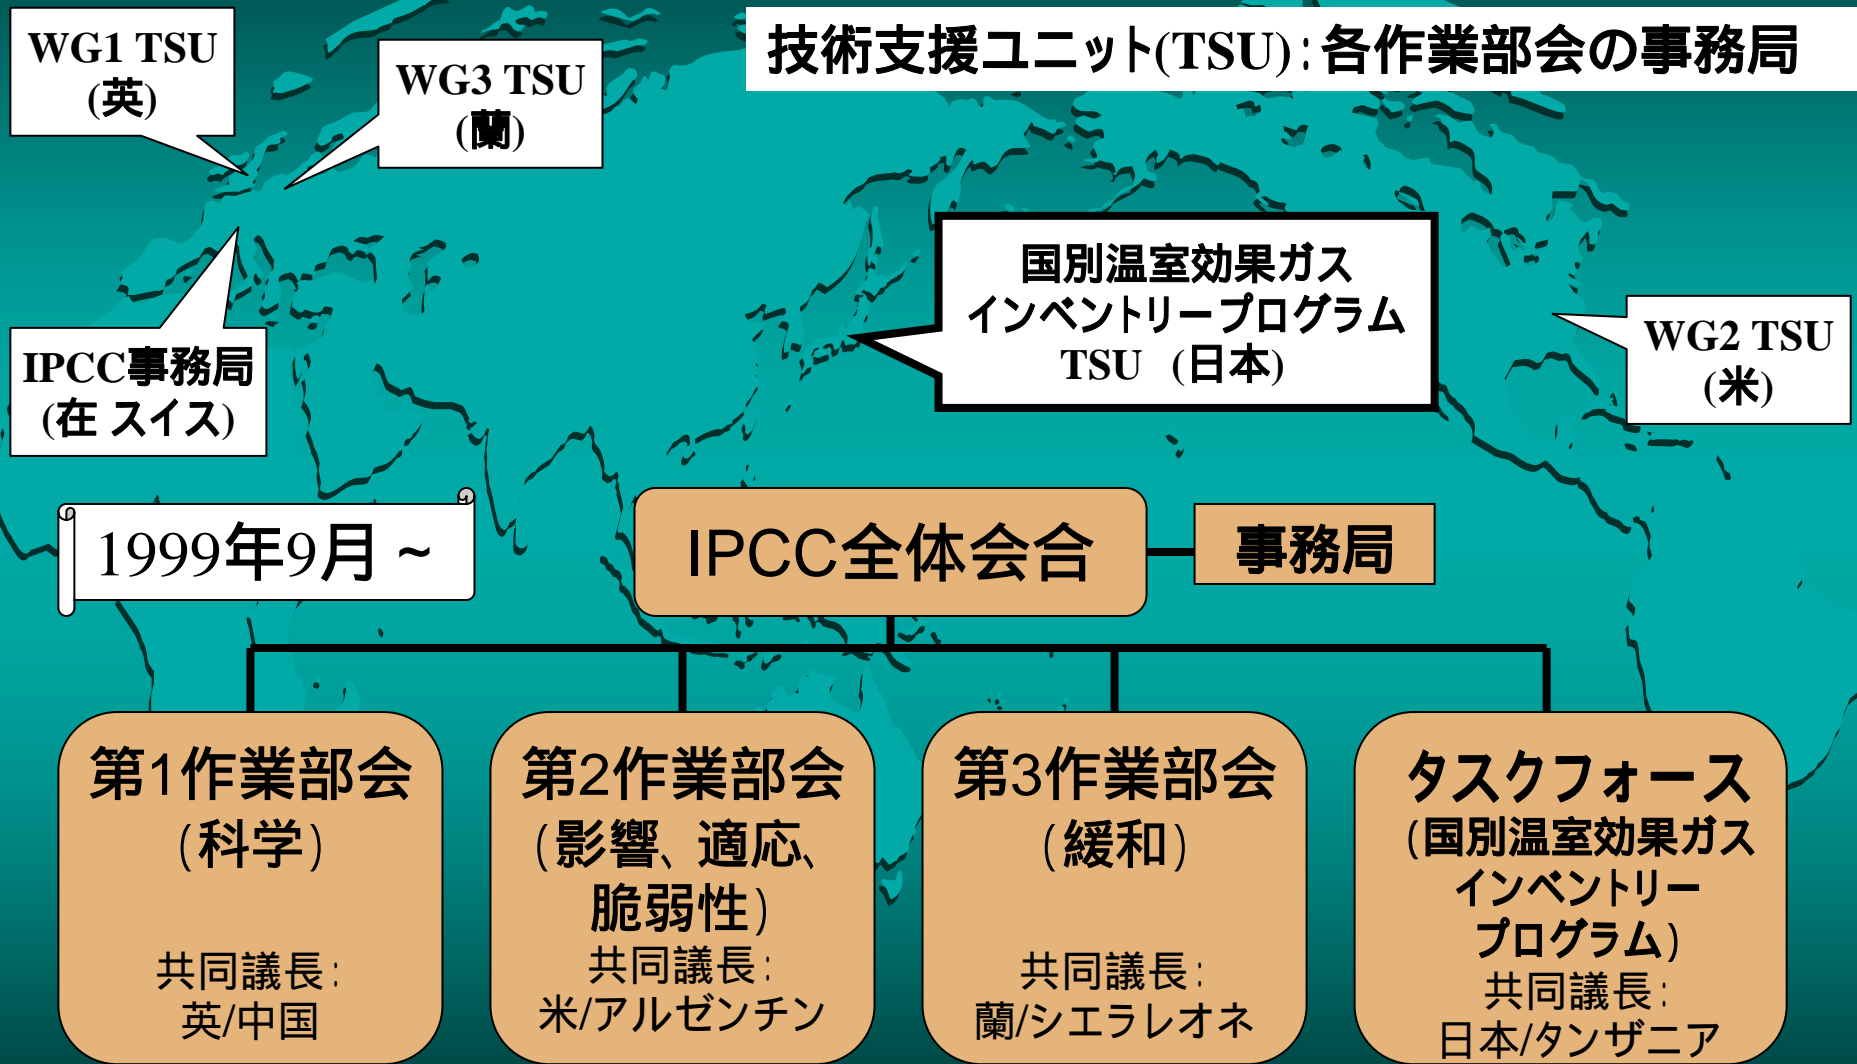 技術支援ユニット(TSU):各作業部会の事務局
WG1 TSU
(英)
WG3 TSU
(蘭)
国別温室効果ガス
インベントリープログラム
TSU (日本)
WG2 TSU
(米)
IPCC事務局
(在 スイス)
1999年9月~
IPCC全体会合
事務局
第1作業部会
(科学)
共同議長:
英/中国
第2作業部会
(影響、適応、
脆弱性)
共同議長:
米/アルゼンチン
第3作業部会
(緩和)
共同議長:
蘭/シエラレオネ
タスクフォース
(国別温室効果ガス
インベントリー
プログラム)
共同議長:
日本/タンザニア